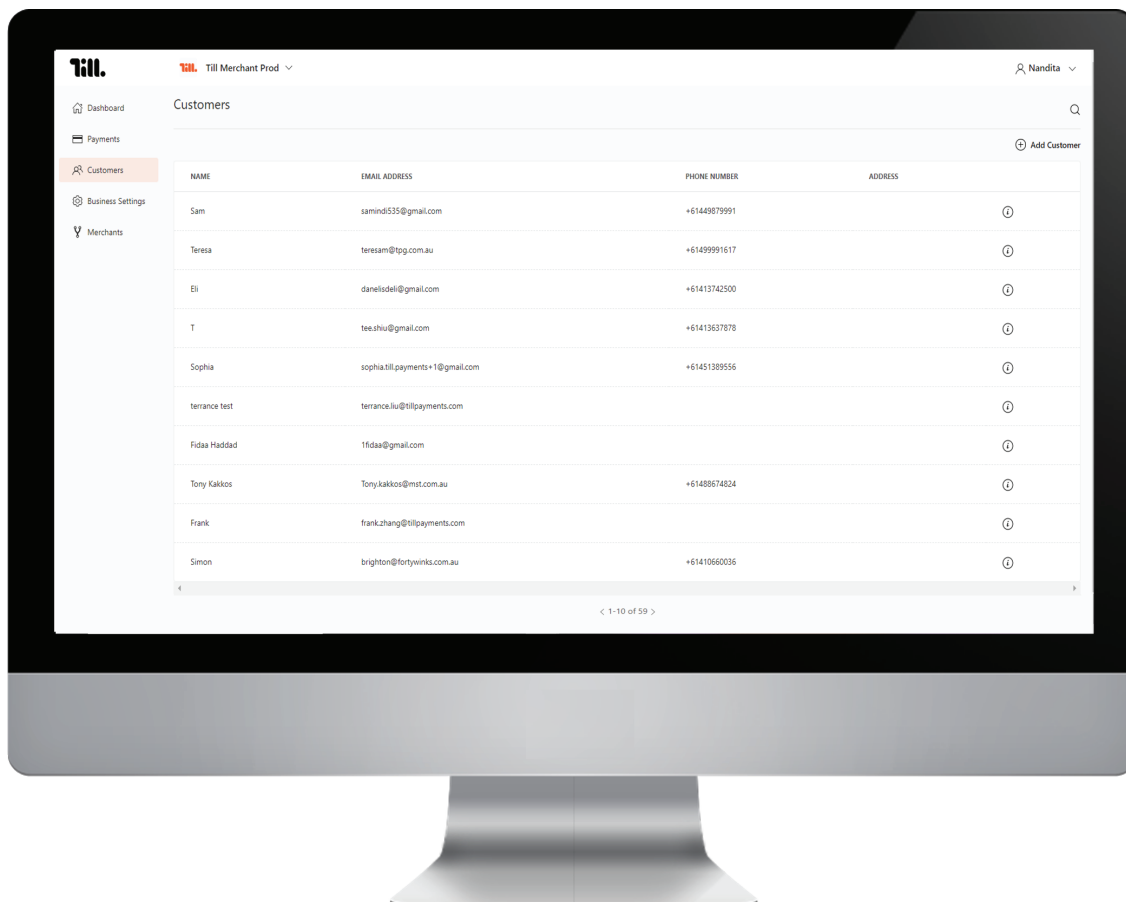 Till.
Till. Till Merchant Prod
Nandita
Dashboard
Payments
Customers
Business Settings
Merchants
Customers
Add Customer
NAME EMAIL ADDRESS PHONE NUMBER ADDRESS
Sam samindi535@gmail.com +61449879991
Teresa teresam@tpg.com.au +61499991617
Eli danelisdeli@gmail.com +61413742500
T tee.shiu@gmail.com +61413637878
Sophia sophia.till.payments+1@gmail.com +61451389556
terrance test terrance.liu@tillpayments.com
Fidaa Haddad 1fidaa@gmail.com
Tony Kakkos Tony.kakkos@mst.com.au +61488674824
Frank frank.zhang@tillpayments.com
Simon brighton@fortywinks.com.au +61410660036
< 1-10 of 59 >